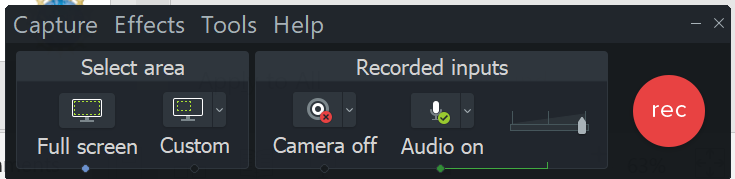 Capture Effects Tools Help
Select area
Recorded inputs
rec
Full screen
Custom
Camera off
Audio on